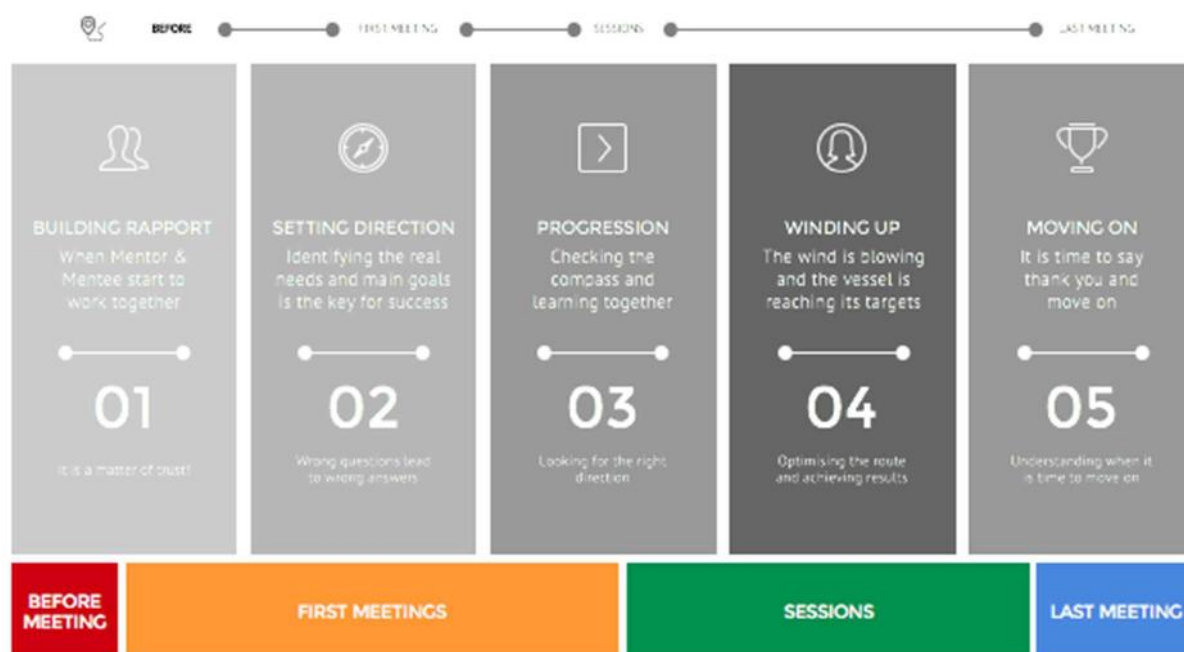 BEFORE
FIRST MEETING
SESSIONS
LAST MEETING
BUILDING RAPPORT
When Mentor &
Mentee start to
work together
01
It is a matter of trust!
SETTING DIRECTION
Identifying the real
needs and main goals
is the key for success
02
Wrong questions lead
to wrong answers
PROGRESSION
Checking the
compass and
learning together
03
Looking for the right
direction
WINDING UP
The wind is blowing
and the vessel is
reaching its targets
04
Optimising the route
and achieving results
MOVING ON
It is time to say
thank you and
move on
05
Understanding when it
is time to move on
BEFORE
MEETING
FIRST MEETINGS
SESSIONS
LAST MEETING